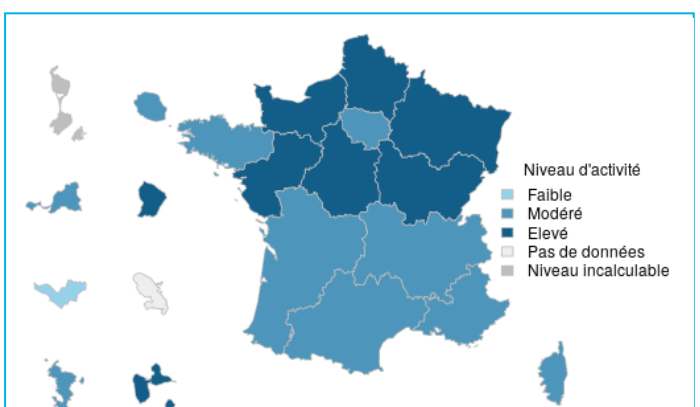 Niveau d'activité
Faible
Modéré
Elevé
Pas de données
Niveau incalculable